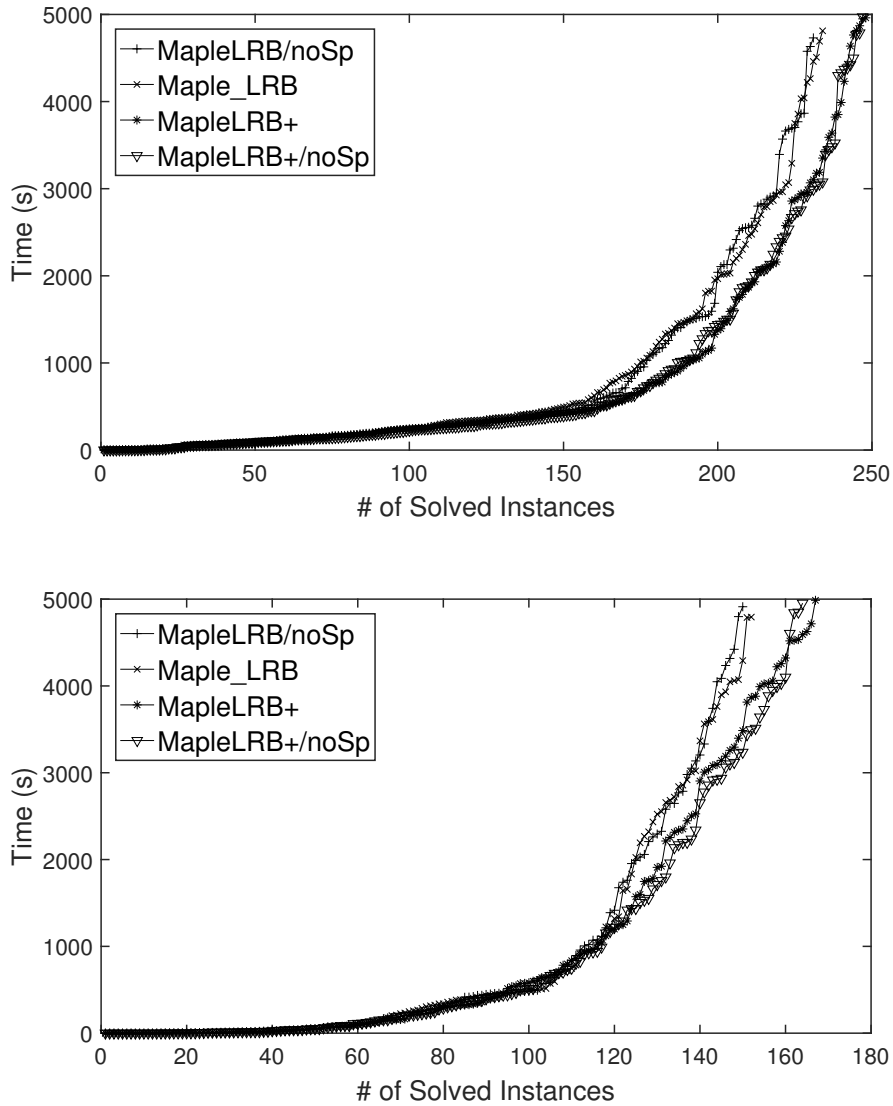 5000
4000
3000
2000
1000
0
Time (s)
MapleLRB/noSp
Maple_LRB
MapleLRB+
MapleLRB+/noSp
0 50 100 150 200 250
# of Solved Instances
5000
4000
3000
2000
1000
0
Time (s)
MapleLRB/noSp
Maple_LRB
MapleLRB+
MapleLRB+/noSp
0 20 40 60 80 100 120 140 160 180
# of Solved Instances